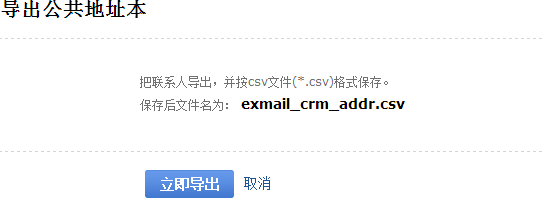 导出公共地址本
把联系人导出，并按csv文件(*.csv)格式保存。
保存后文件名为： exmail_crm_addr.csv
立即导出 取消